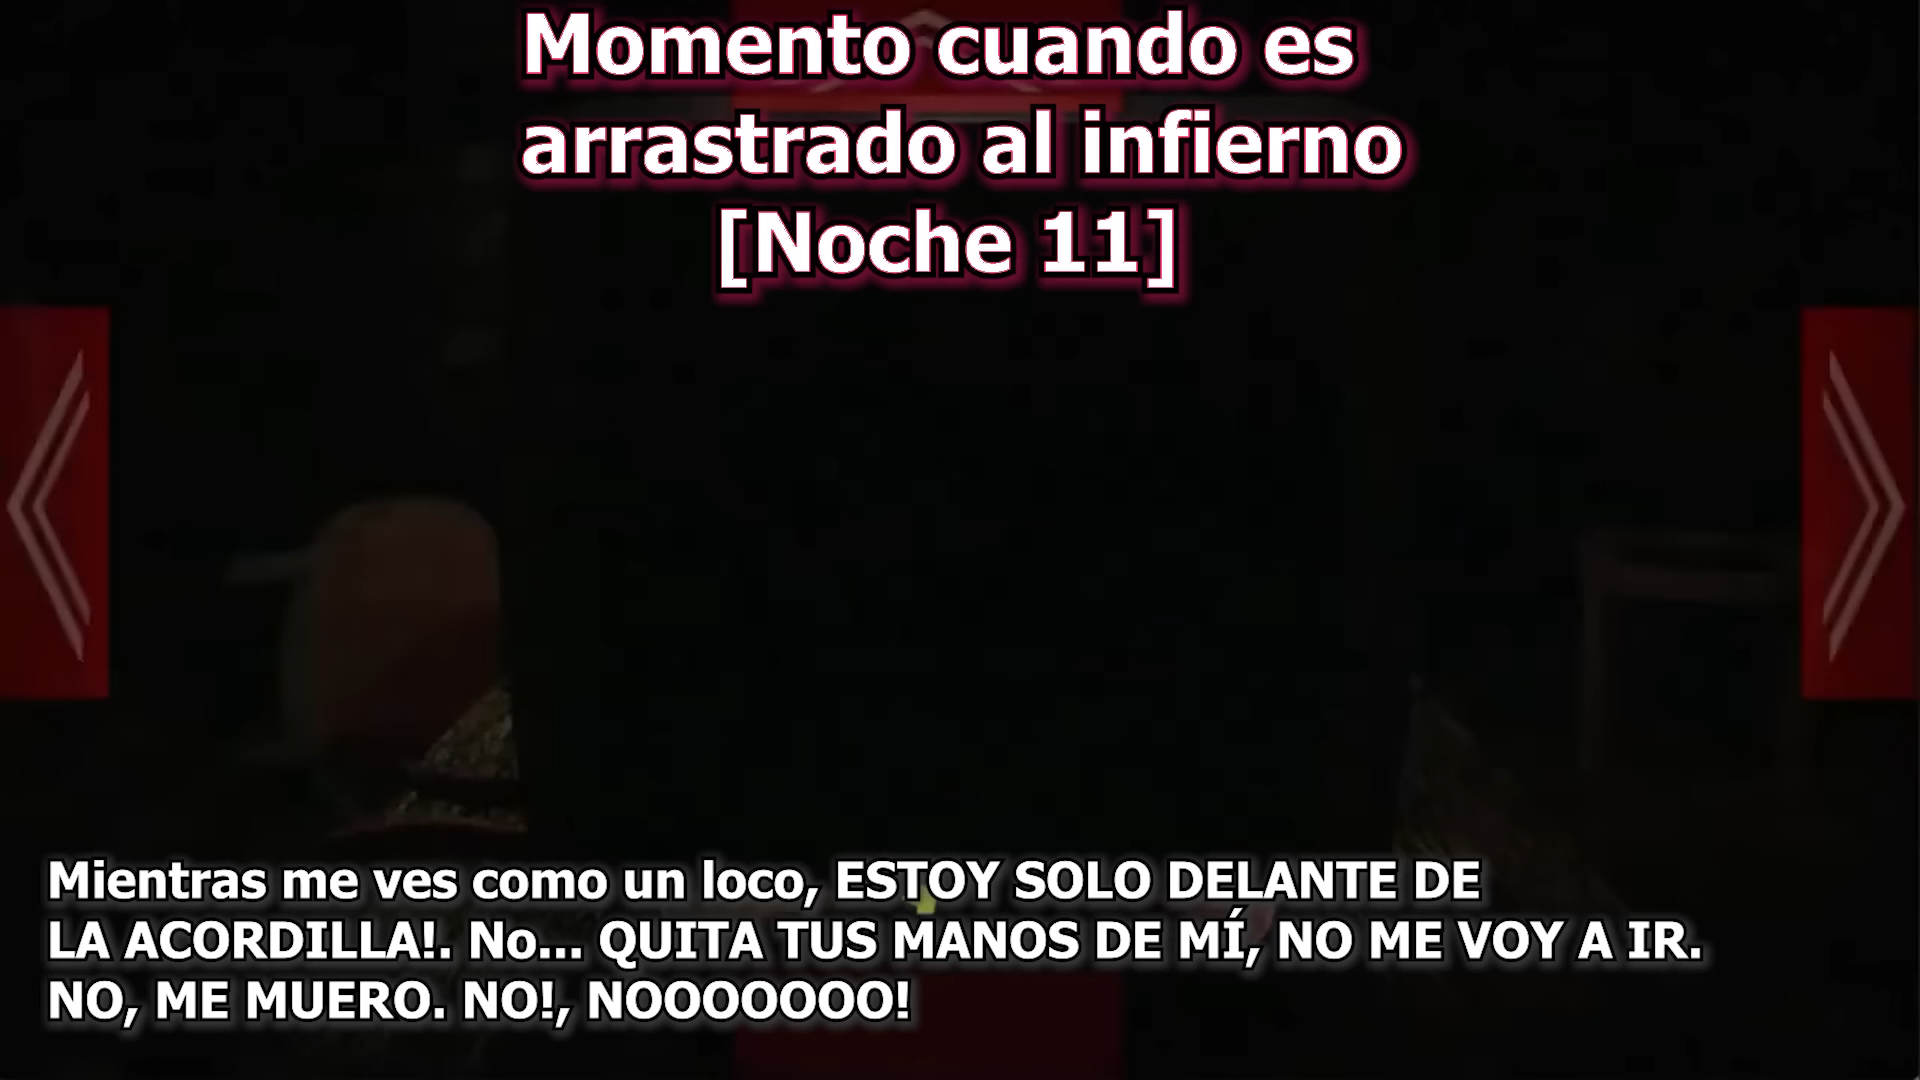 Momento cuando es
arrastrado al infierno
[Noche 11]
Mientras me ves como un loco, ESTOY SOLO DELANTE DE
LA ACORDILLA!. No... QUITA TUS MANOS DE MÍ, NO ME VOY A IR.
NO, ME MUERO. NO!, NOOOOOOO!